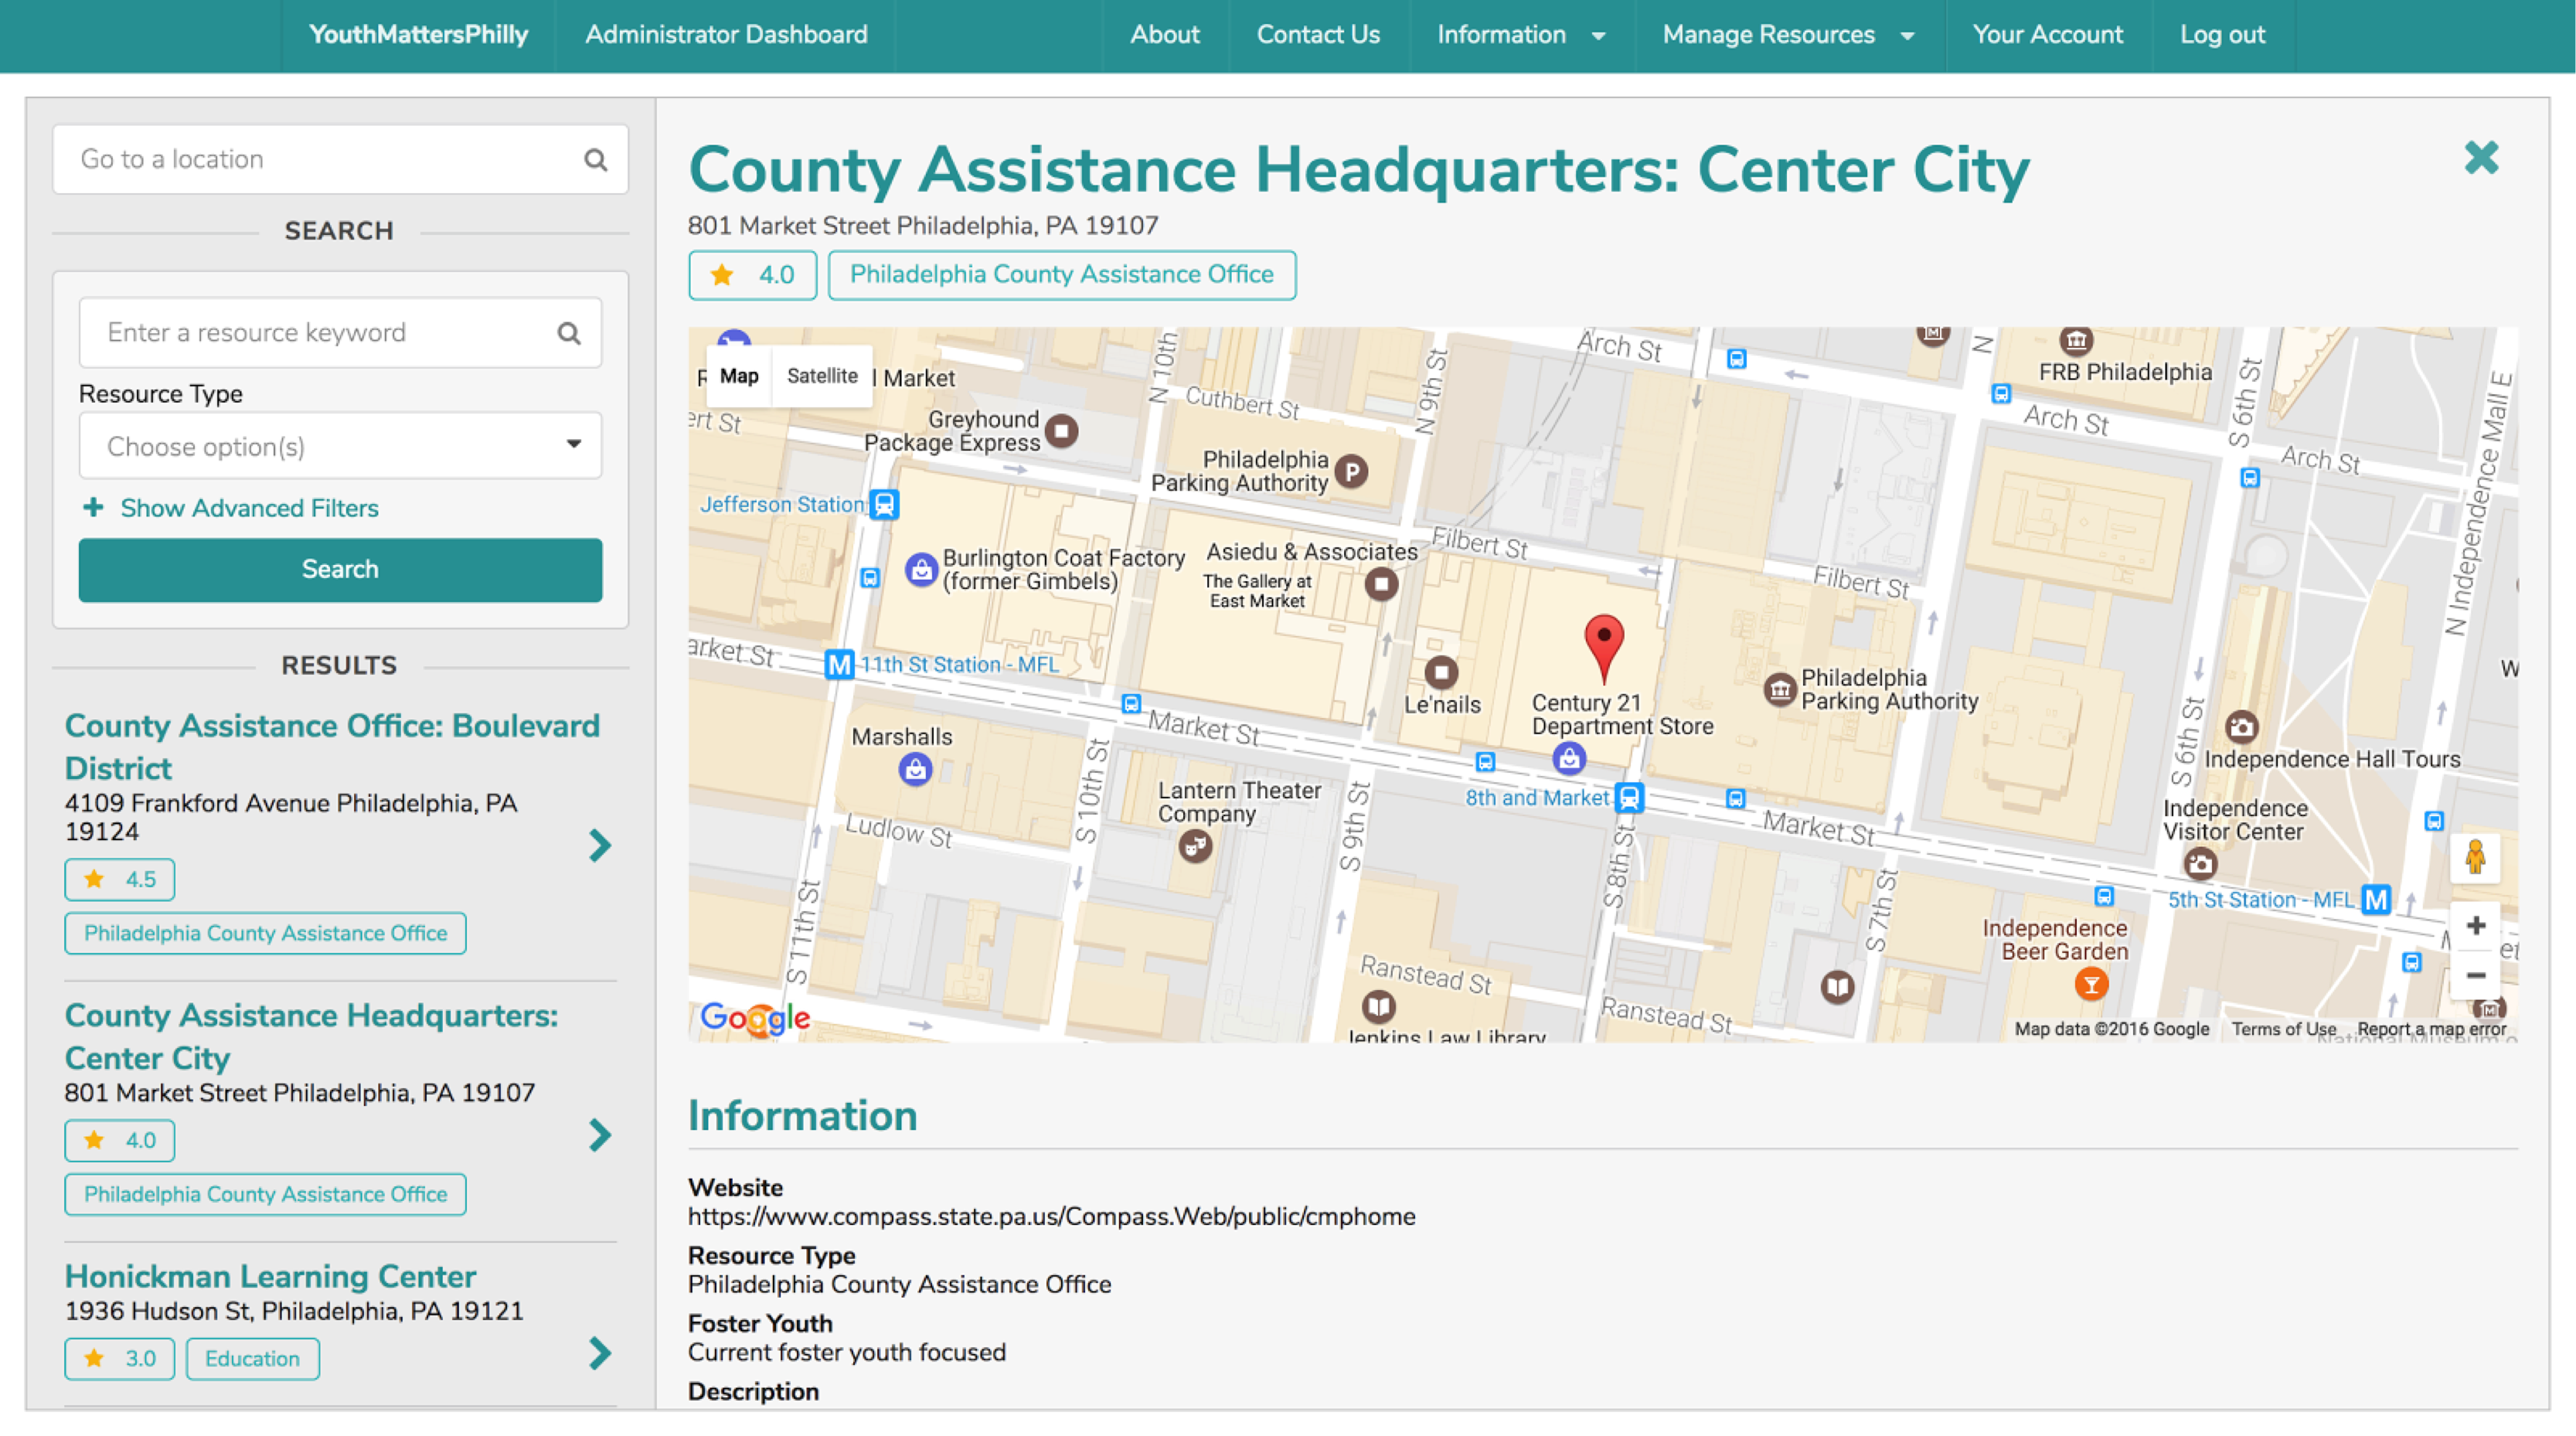 YouthMattersPhilly
Administrator Dashboard
About
Contact Us
Information
Manage Resources
Your Account
Log out
Go to a location
SEARCH
Enter a resource keyword
Resource Type
Choose option(s)
Show Advanced Filters
Search
RESULTS
County Assistance Office: Boulevard
District
4109 Frankford Avenue Philadelphia, PA
19124
4.5
Philadelphia County Assistance Office
County Assistance Headquarters:
Center City
801 Market Street Philadelphia, PA 19107
4.0
Philadelphia County Assistance Office
Honickman Learning Center
1936 Hudson St, Philadelphia, PA 19121
3.0
Education
County Assistance Headquarters: Center City
801 Market Street Philadelphia, PA 19107
4.0
Philadelphia County Assistance Office
Map
Satellite
Market
N 10th
Cuthbert St
N 9th St
Arch St
N
FRB Philadelphia
S 6th St
Arch St
Arch St
N Independence Mall E
ert St
Greyhound
Package Express
Philadelphia
Parking Authority
P
Jefferson Station
Burlington Coat Factory
(former Gimbels)
Asiedu & Associates
The Gallery at
East Market
Filbert St
Filbert St
arket St
M
11th St Station - MFL
Le'nails
Century 21
Department Store
Philadelphia
Parking Authority
W
Marshalls
Market St
S 10th St
Lantern Theater
Company
S 9th St
8th and Market
Market St
S 6th St
Independence Hall Tours
Independence
Visitor Center
Ludlow St
S 11th St
S 8th St
S 7th St
5th St Station - MFL
M
Independence
Beer Garden
+
et
−
Ranstead St
Ranstead St
Jenkins Law Library
Google
Map data ©2016 Google
Terms of Use
Report a map error
Information
Website
https://www.compass.state.pa.us/Compass.Web/public/cmphome
Resource Type
Philadelphia County Assistance Office
Foster Youth
Current foster youth focused
Description